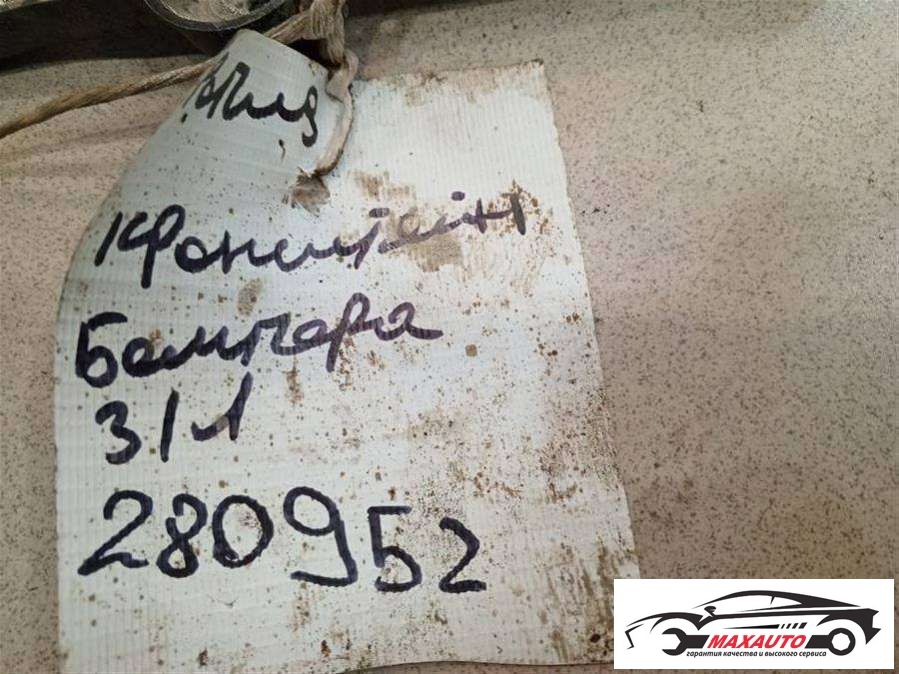 Кронштейн
Бампера
З/Л
280952
MAXAUTO
гарантия качества и высокого сервиса